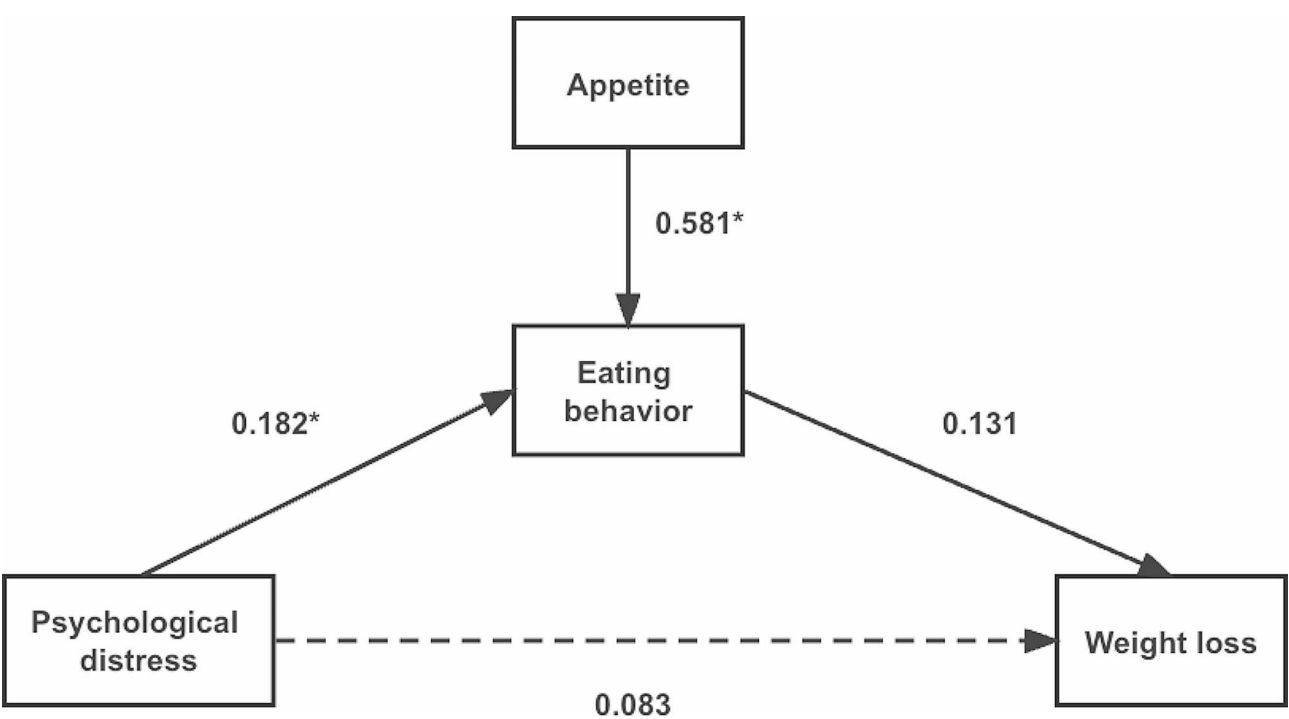 Appetite
0.581*
Eating
behavior
0.182*
0.131
Psychological
distress
Weight loss
0.083